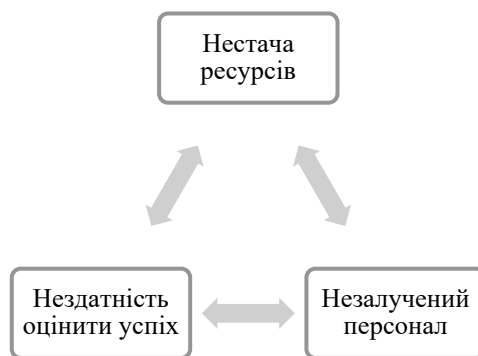 Нестача
ресурсів
Нездатність
оцінити успіх
Незалучений
персонал